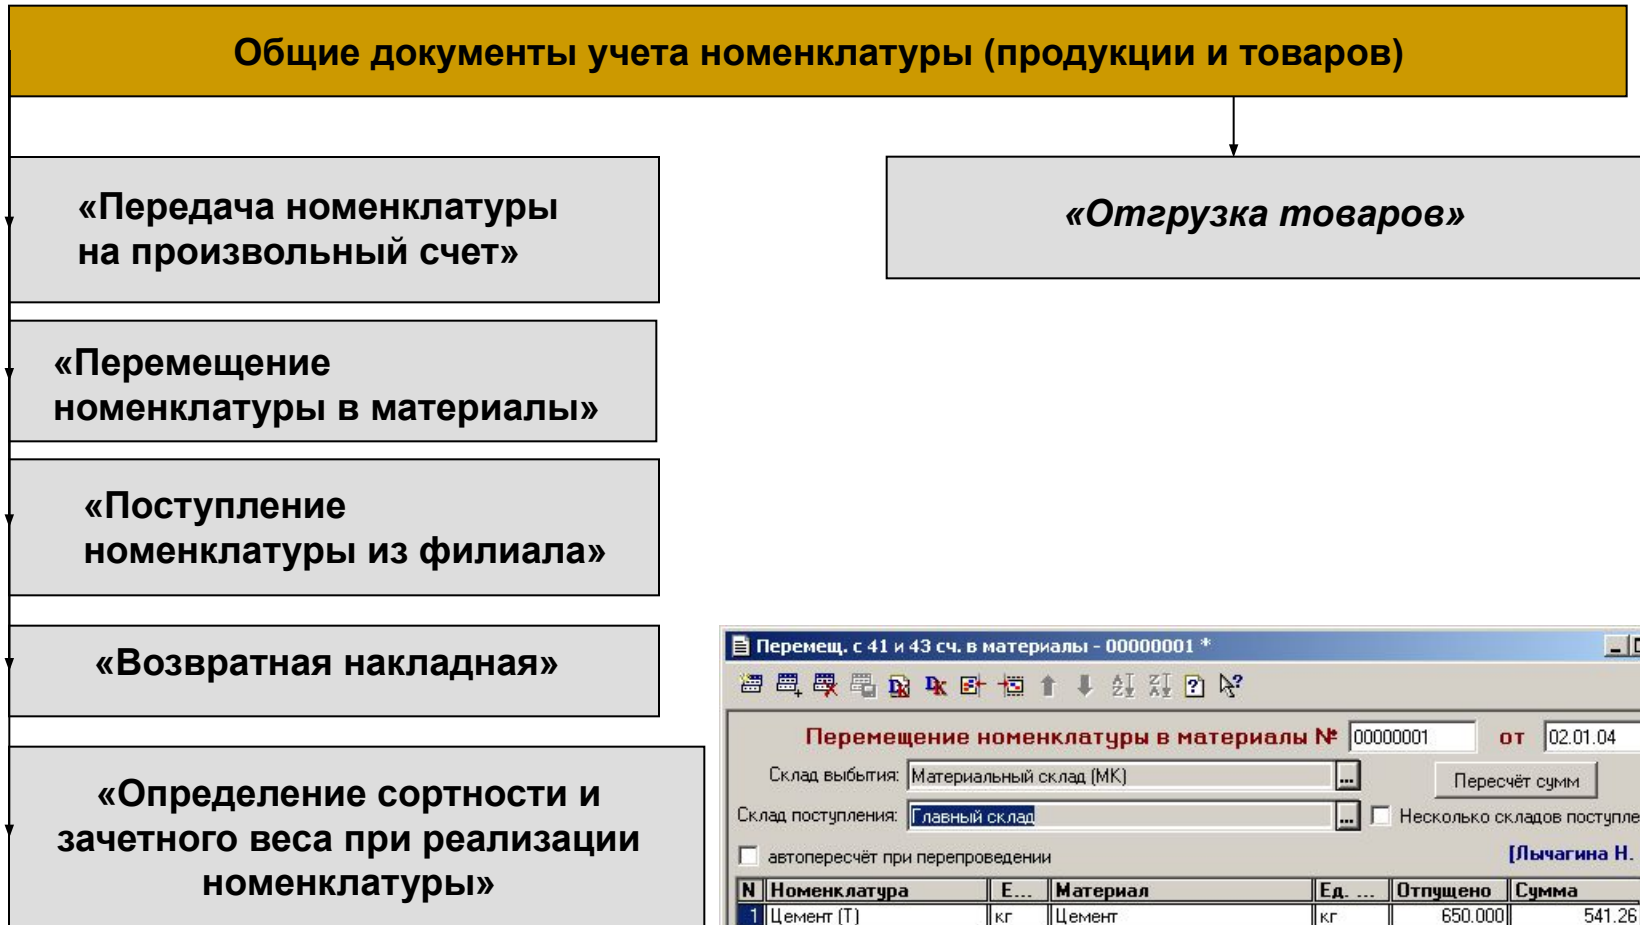 Общие документы учета номенклатуры (продукции и товаров)
«Передача номенклатуры
на произвольный счет»
«Отгрузка товаров»
«Перемещение
номенклатуры в материалы»
«Поступление
номенклатуры из филиала»
«Возвратная накладная»
«Определение сортности и
зачетного веса при реализации
номенклатуры»
Перемещ. с 41 и 43 сч. в материалы - 00000001 *
Перемещение номенклатуры в материалы № 00000001 от 02.01.04
Склад выбытия: Материальный склад (МК) ... Пересчёт сумм
Склад поступления: Главный склад ... Несколько складов поступле
автопересчёт при перепроведении [Лычагина Н.
N Номенклатура Е... Материал Ед. ... Отпущено Сумма
1 Цемент (Т) кг Цемент кг 650.000 541.26